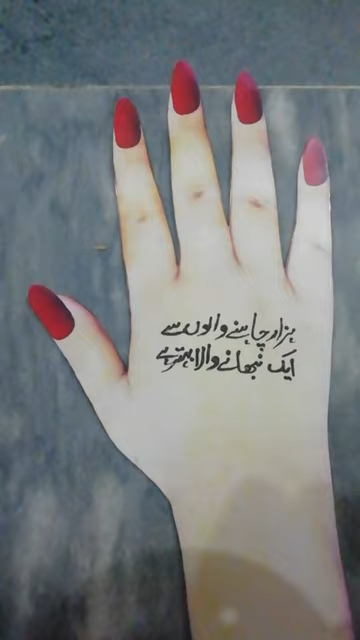 ہزار چاہنے والوں سے
ایک نبھانے والا بہتر ہے